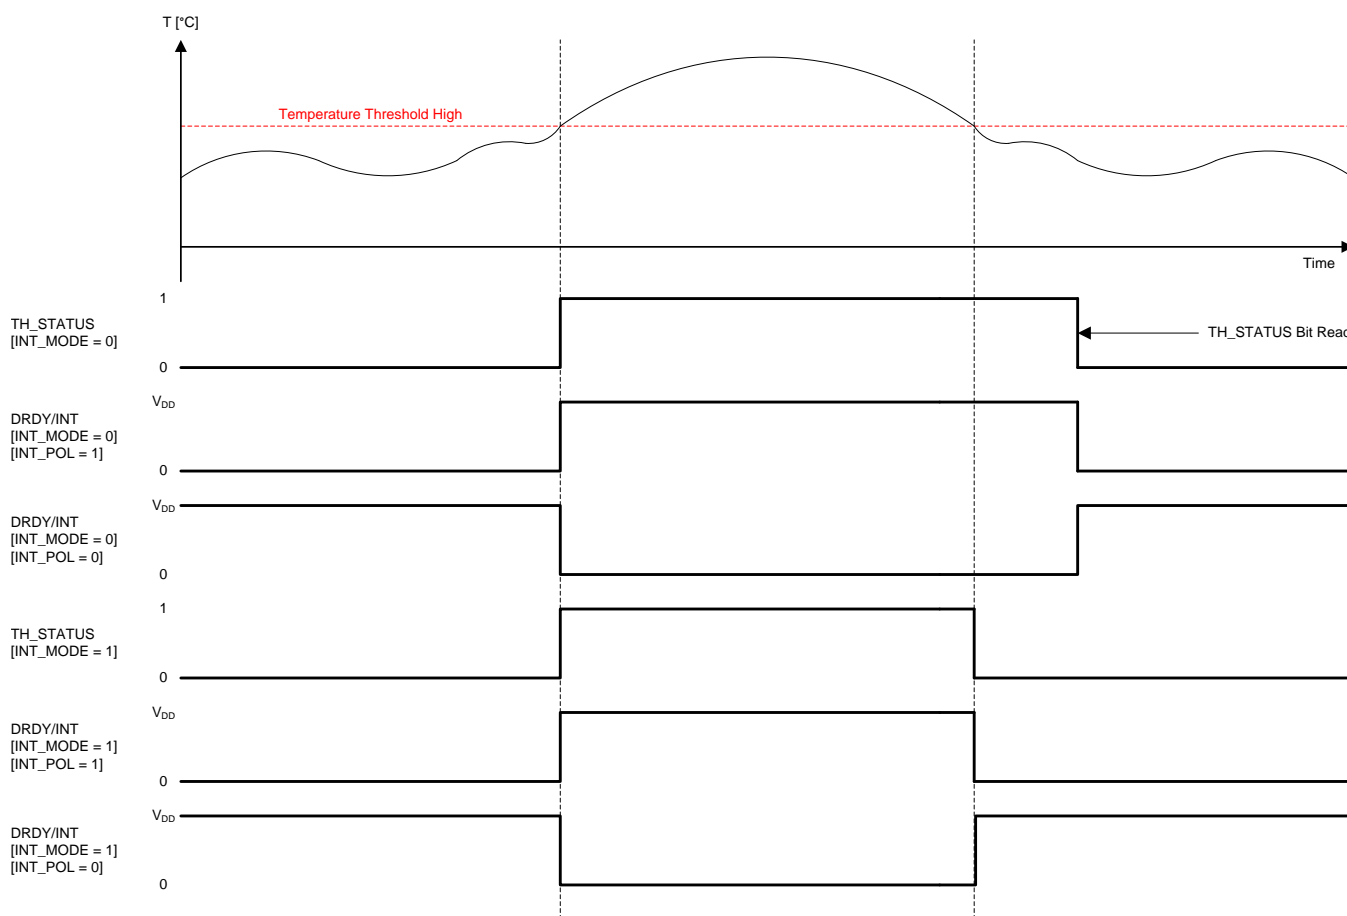 T [°C]
Temperature Threshold High
Time
1
TH_STATUS
[INT_MODE = 0]
TH_STATUS Bit Read
0
VDD
DRDY/INT
[INT_MODE = 0]
[INT_POL = 1]
0
VDD
DRDY/INT
[INT_MODE = 0]
[INT_POL = 0]
0
1
TH_STATUS
[INT_MODE = 1]
0
VDD
DRDY/INT
[INT_MODE = 1]
[INT_POL = 1]
0
VDD
DRDY/INT
[INT_MODE = 1]
[INT_POL = 0]
0